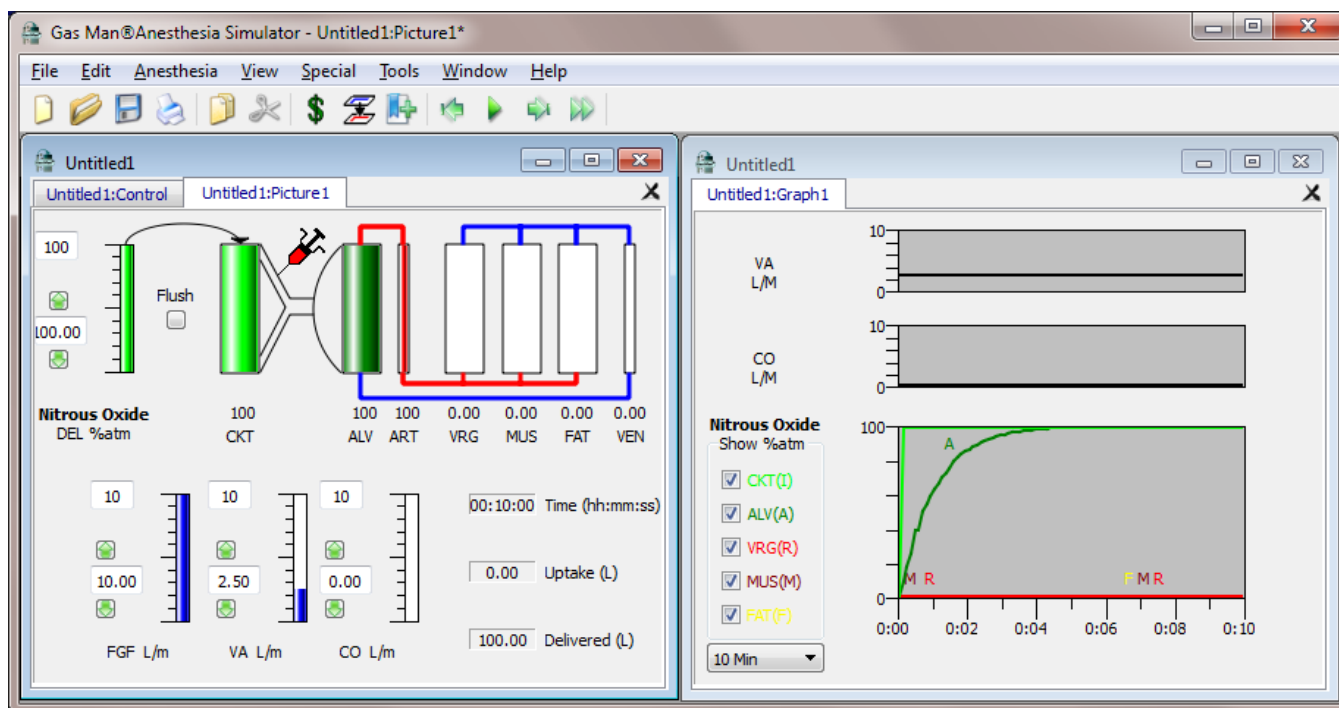 Gas Man®Anesthesia Simulator - Untitled1:Picture1*
File Edit Anesthesia View Special Tools Window Help
$
Untitled1
Untitled1:Control Untitled1:Picture1
100
Flush
100.00
Nitrous Oxide
DEL %atm
100 100 100 0.00 0.00 0.00 0.00
CKT ALV ART VRG MUS FAT VEN
10 10 10
00:10:00 Time (hh:mm:ss)
10.00 2.50 0.00
0.00 Uptake (L)
100.00 Delivered (L)
FGF L/m VA L/m CO L/m
Untitled1
Untitled1:Graph1
10
VA
L/M
0
10
CO
L/M
0
Nitrous Oxide
Show %atm
CKT(I)
ALV(A)
VRG(R)
MUS(M)
FAT(F)
10 Min
100
A
M R F M R
0
0:00 0:02 0:04 0:06 0:08 0:10